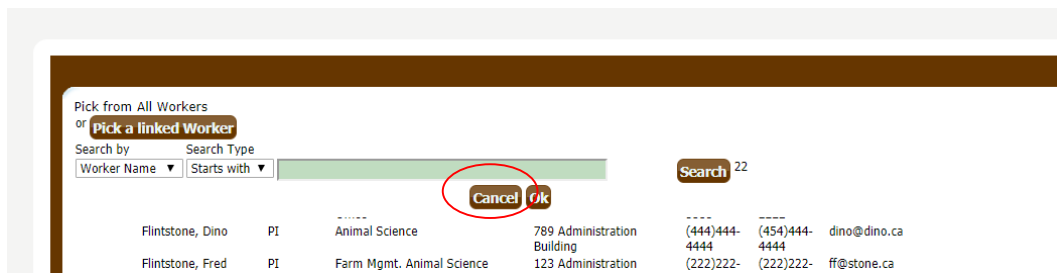 Pick from All Workers
or Pick a linked Worker
Search by Search Type
Worker Name ▼ Starts with ▼ Search 22
Cancel Ok
Flintstone, Dino PI Animal Science 789 Administration (444)444- (454)444- dino@dino.ca
Building 4444 4444
Flintstone, Fred PI Farm Mgmt. Animal Science 123 Administration (222)222- (222)222- ff@stone.ca